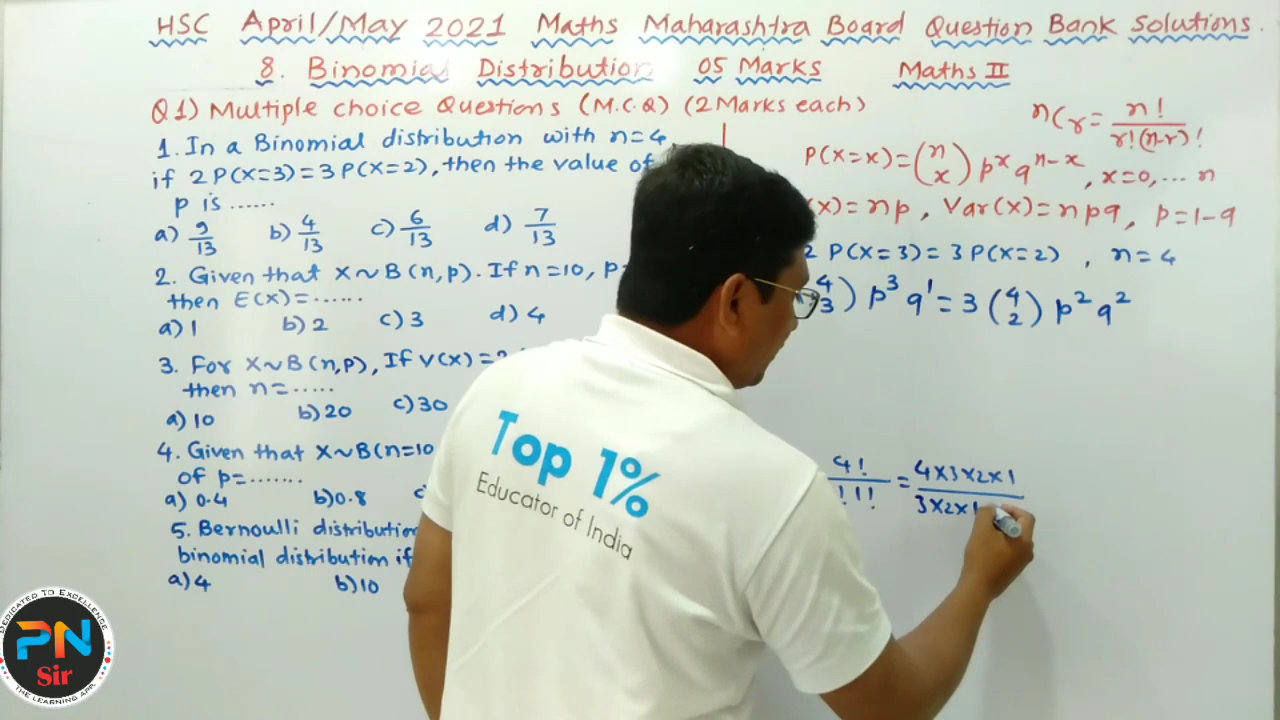 HSC April/May 2021 Maths Maharashtra Board Question Bank Solutions.
8. Binomial Distribution 05 Marks Maths II
Q1) Multiple choice Questions (M.C.Q) (2 Marks each)
1. In a Binomial distribution with n=4,
if 2P(X=3)=3P(X=2), then the value of
p is ......
a) 9/13 b) 4/13 c) 6/13 d) 7/13
2. Given that X~B(n,p). If n=10, p=
then E(X)=......
a) 1 b) 2 c) 3 d) 4
3. For X~B(n,p), If V(X)=
then n=.....
a) 10 b) 20 c) 30
4. Given that X~B(n=10
of p=.......
a) 0.4 b) 0.8
5. Bernoulli distribution
binomial distribution if
a) 4 b) 10
nCr = n!/r!(n-r)!
P(X=x) = (n x) p^x q^(n-x), x=0,... n
(x) = np, Var(x) = npq, p=1-q
2 P(X=3) = 3 P(X=2), n=4
(4 3) p³ q¹ = 3 (4 2) p² q²
4!/!1! = 4×3×2×1/3×2×1
Top 1%
Educator of India
DEDICATED TO EXCELLENCE
PN
Sir
THE LEARNING APP